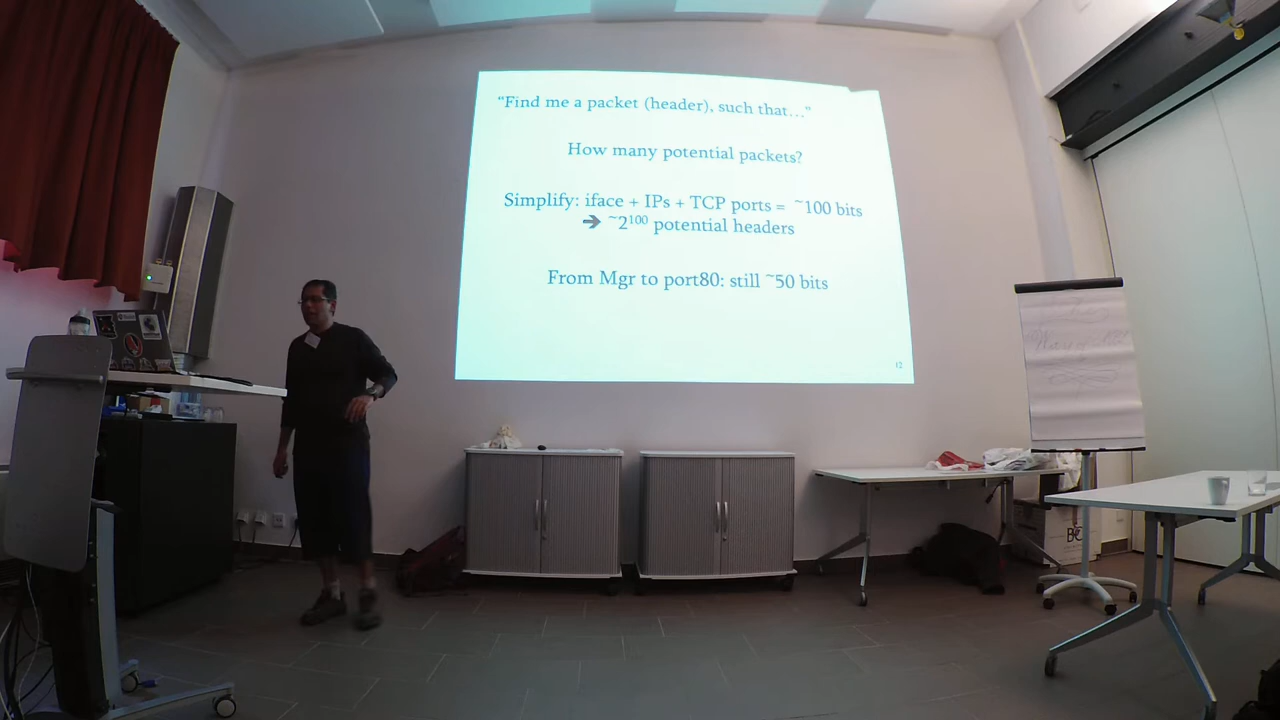 “Find me a packet (header), such that…”
How many potential packets?
Simplify: iface + IPs + TCP ports = ~100 bits
➔ ~2¹⁰⁰ potential headers
From Mgr to port80: still ~50 bits
12